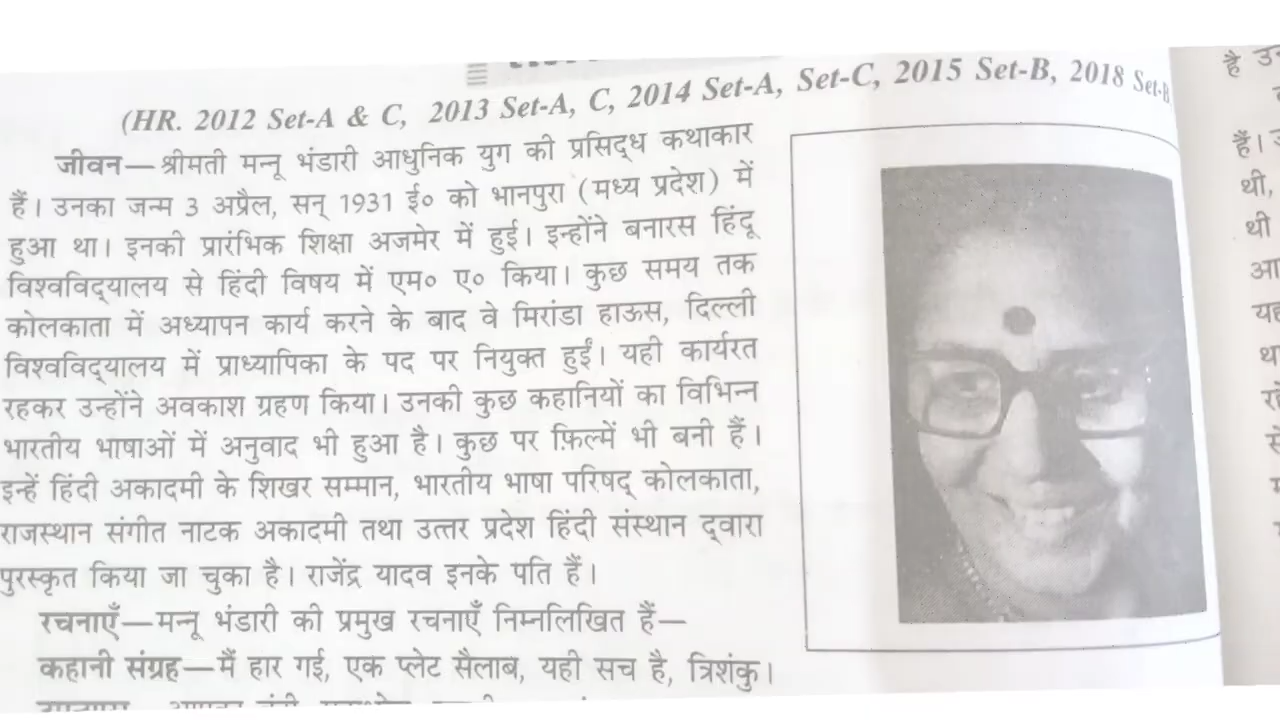 (HR. 2012 Set-A & C, 2013 Set-A, C, 2014 Set-A, Set-C, 2015 Set-B, 2018 Set-B
जीवन—श्रीमती मन्नू भंडारी आधुनिक युग की प्रसिद्ध कथाकार
हैं। उनका जन्म 3 अप्रैल, सन् 1931 ई० को भानपुरा (मध्य प्रदेश) में
हुआ था। इनकी प्रारंभिक शिक्षा अजमेर में हुई। इन्होंने बनारस हिंदू
विश्वविद्यालय से हिंदी विषय में एम० ए० किया। कुछ समय तक
कोलकाता में अध्यापन कार्य करने के बाद वे मिरांडा हाऊस, दिल्ली
विश्वविद्यालय में प्राध्यापिका के पद पर नियुक्त हुईं। यही कार्यरत
रहकर उन्होंने अवकाश ग्रहण किया। उनकी कुछ कहानियों का विभिन्न
भारतीय भाषाओं में अनुवाद भी हुआ है। कुछ पर फ़िल्में भी बनी हैं।
इन्हें हिंदी अकादमी के शिखर सम्मान, भारतीय भाषा परिषद् कोलकाता,
राजस्थान संगीत नाटक अकादमी तथा उत्तर प्रदेश हिंदी संस्थान द्वारा
पुरस्कृत किया जा चुका है। राजेंद्र यादव इनके पति हैं।
रचनाएँ—मन्नू भंडारी की प्रमुख रचनाएँ निम्नलिखित हैं—
कहानी संग्रह—मैं हार गई, एक प्लेट सैलाब, यही सच है, त्रिशंकु।
है
हैं।
थी,
थी